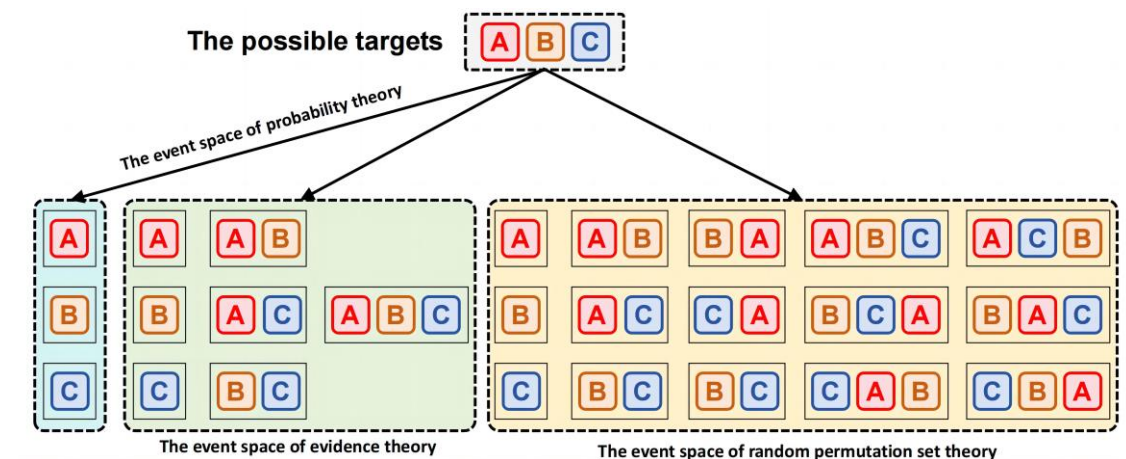 The possible targets A B C
The event space of probability theory
A A A B A A B B A A B C A C B
B B A C A B C B A C C A B C A B A C
C C B C C B C B C C A B C B A
The event space of evidence theory
The event space of random permutation set theory